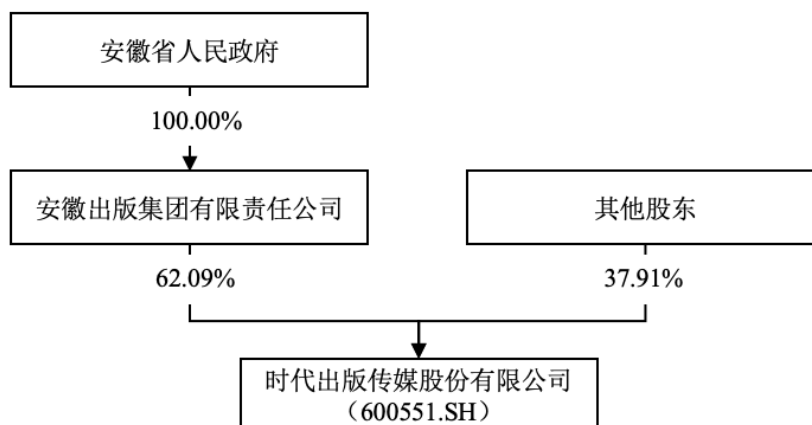 安徽省人民政府
100.00%
安徽出版集团有限责任公司
其他股东
62.09%
37.91%
时代出版传媒股份有限公司
（600551.SH）